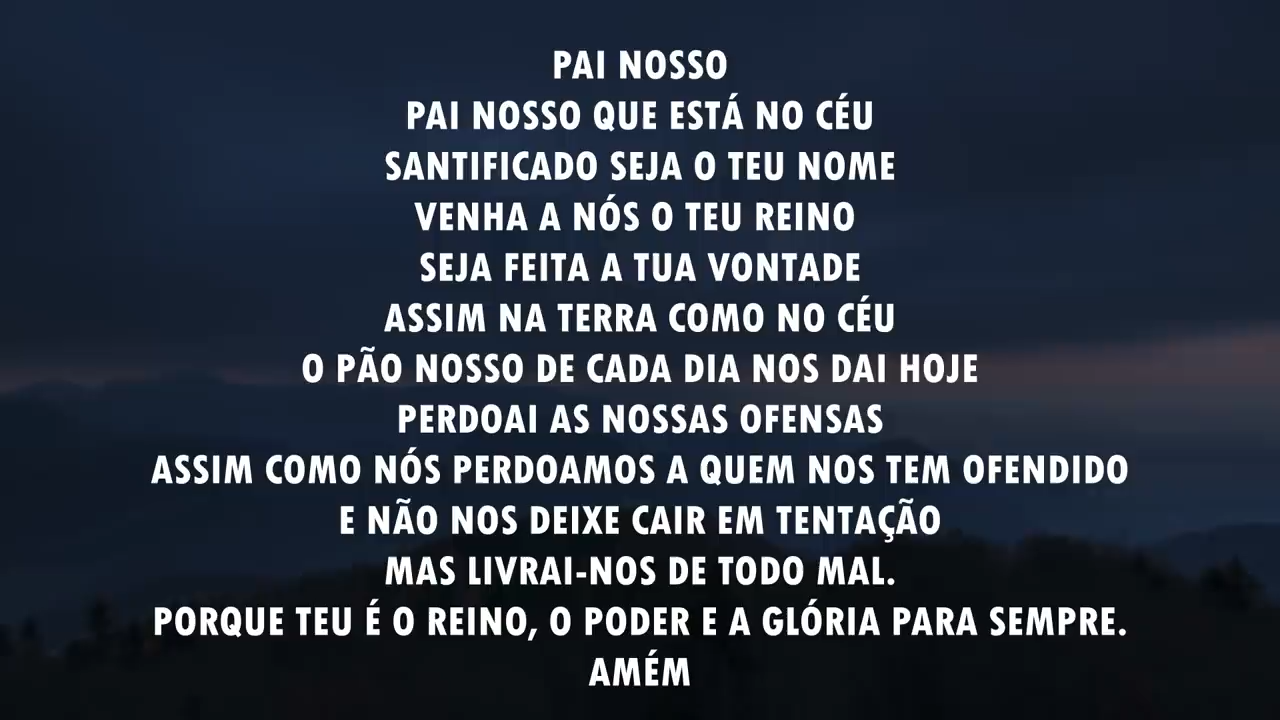 PAI NOSSO
PAI NOSSO QUE ESTÁ NO CÉU
SANTIFICADO SEJA O TEU NOME
VENHA A NÓS O TEU REINO
SEJA FEITA A TUA VONTADE
ASSIM NA TERRA COMO NO CÉU
O PÃO NOSSO DE CADA DIA NOS DAI HOJE
PERDOAI AS NOSSAS OFENSAS
ASSIM COMO NÓS PERDOAMOS A QUEM NOS TEM OFENDIDO
E NÃO NOS DEIXE CAIR EM TENTAÇÃO
MAS LIVRAI-NOS DE TODO MAL.
PORQUE TEU É O REINO, O PODER E A GLÓRIA PARA SEMPRE.
AMÉM